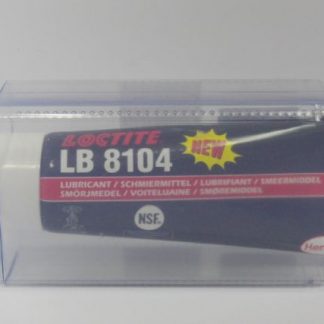 LOCTITE
LB 8104
NEW
LUBRICANT / SCHMIERMITTEL / LUBRIFIANT / SMEERMIDDEL
SMÖRJMEDEL / VOITELUAINE / SMØREMIDDEL
NSF.